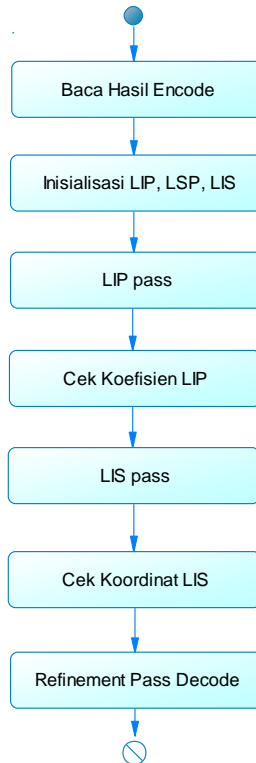 Baca Hasil Encode
Inisialisasi LIP, LSP, LIS
LIP pass
Cek Koefisien LIP
LIS pass
Cek Koordinat LIS
Refinement Pass Decode